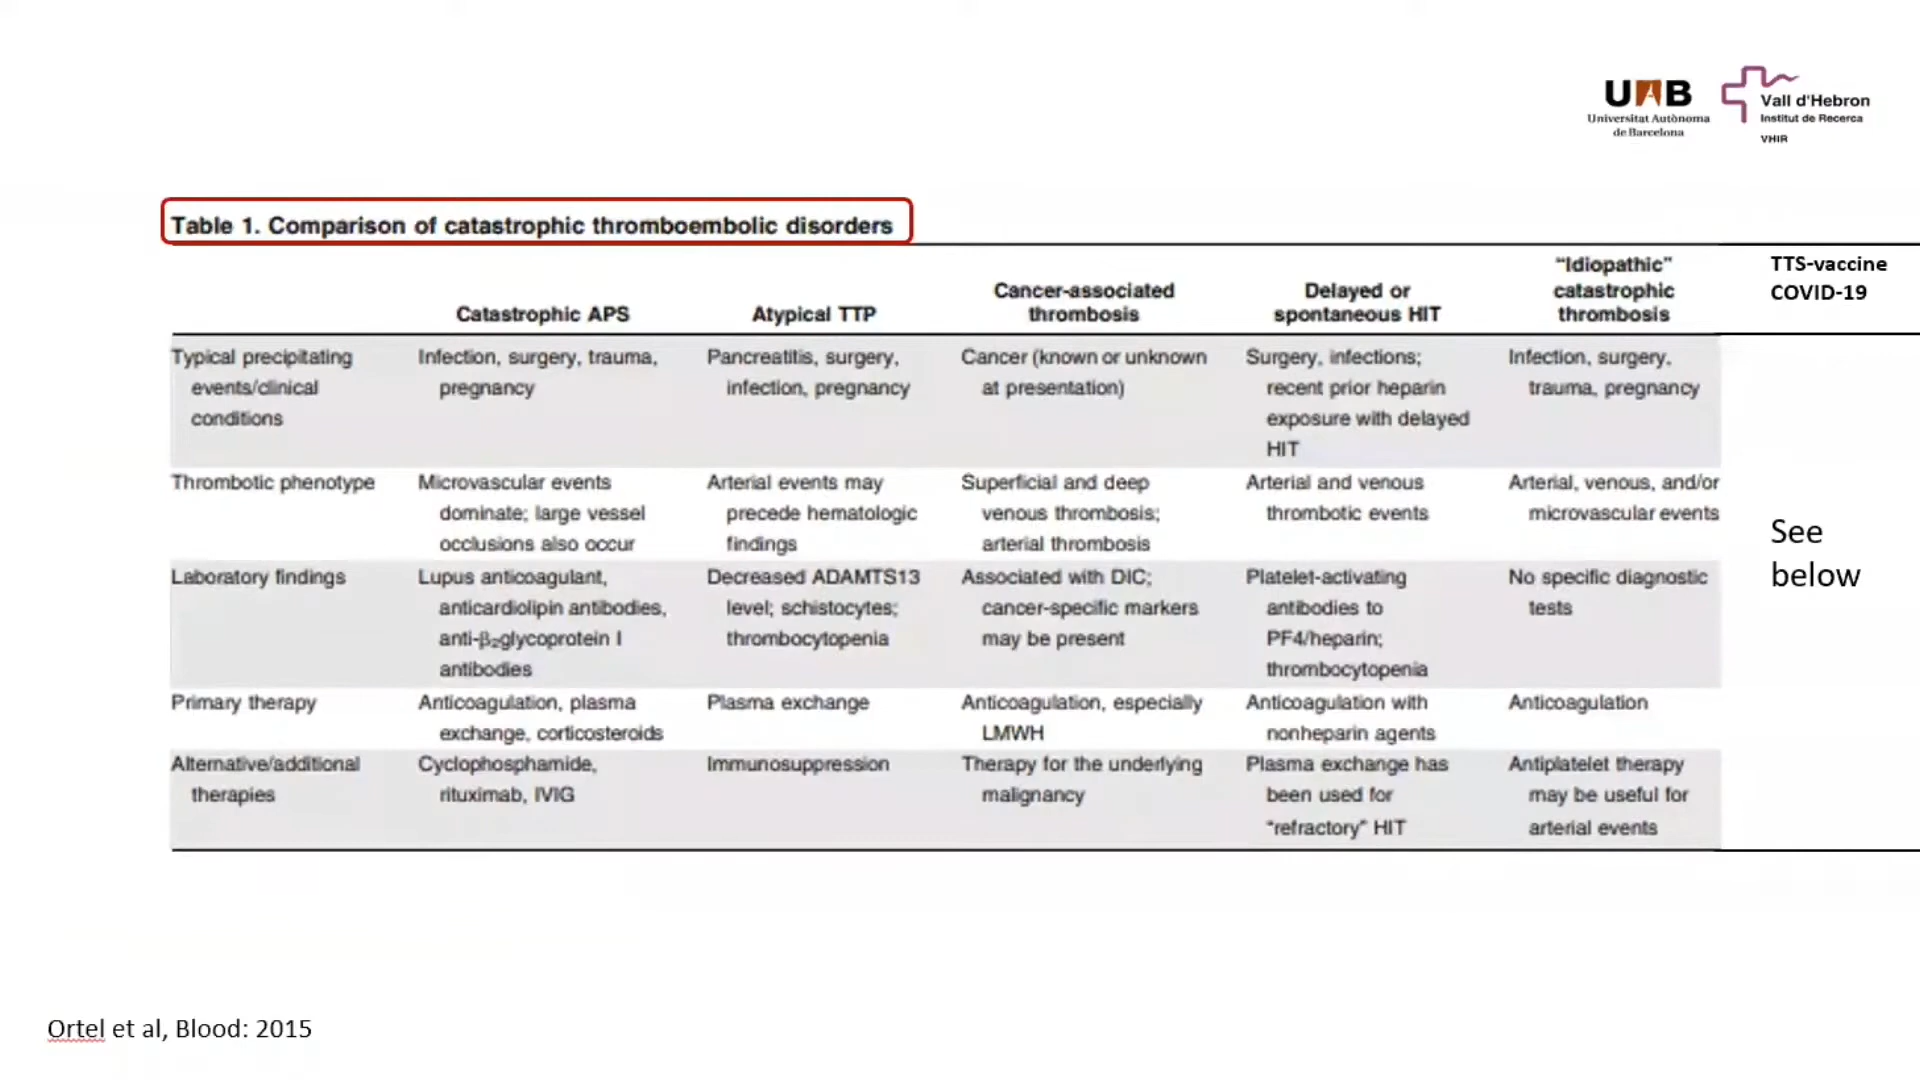 UAB
Universitat Autònoma
de Barcelona
Vall d'Hebron
Institut de Recerca
VHIR
Table 1. Comparison of catastrophic thromboembolic disorders
Catastrophic APS
Atypical TTP
Cancer-associated
thrombosis
Delayed or
spontaneous HIT
"Idiopathic"
catastrophic
thrombosis
TTS-vaccine
COVID-19
Typical precipitating
events/clinical
conditions
Infection, surgery, trauma,
pregnancy
Pancreatitis, surgery,
infection, pregnancy
Cancer (known or unknown
at presentation)
Surgery, infections;
recent prior heparin
exposure with delayed
HIT
Infection, surgery,
trauma, pregnancy
Thrombotic phenotype
Microvascular events
dominate; large vessel
occlusions also occur
Arterial events may
precede hematologic
findings
Superficial and deep
venous thrombosis;
arterial thrombosis
Arterial and venous
thrombotic events
Arterial, venous, and/or
microvascular events
See
below
Laboratory findings
Lupus anticoagulant,
anticardiolipin antibodies,
anti-β₂glycoprotein I
antibodies
Decreased ADAMTS13
level; schistocytes;
thrombocytopenia
Associated with DIC;
cancer-specific markers
may be present
Platelet-activating
antibodies to
PF4/heparin;
thrombocytopenia
No specific diagnostic
tests
Primary therapy
Anticoagulation, plasma
exchange, corticosteroids
Plasma exchange
Anticoagulation, especially
LMWH
Anticoagulation with
nonheparin agents
Anticoagulation
Alternative/additional
therapies
Cyclophosphamide,
rituximab, IVIG
Immunosuppression
Therapy for the underlying
malignancy
Plasma exchange has
been used for
"refractory" HIT
Antiplatelet therapy
may be useful for
arterial events
Ortel et al, Blood: 2015